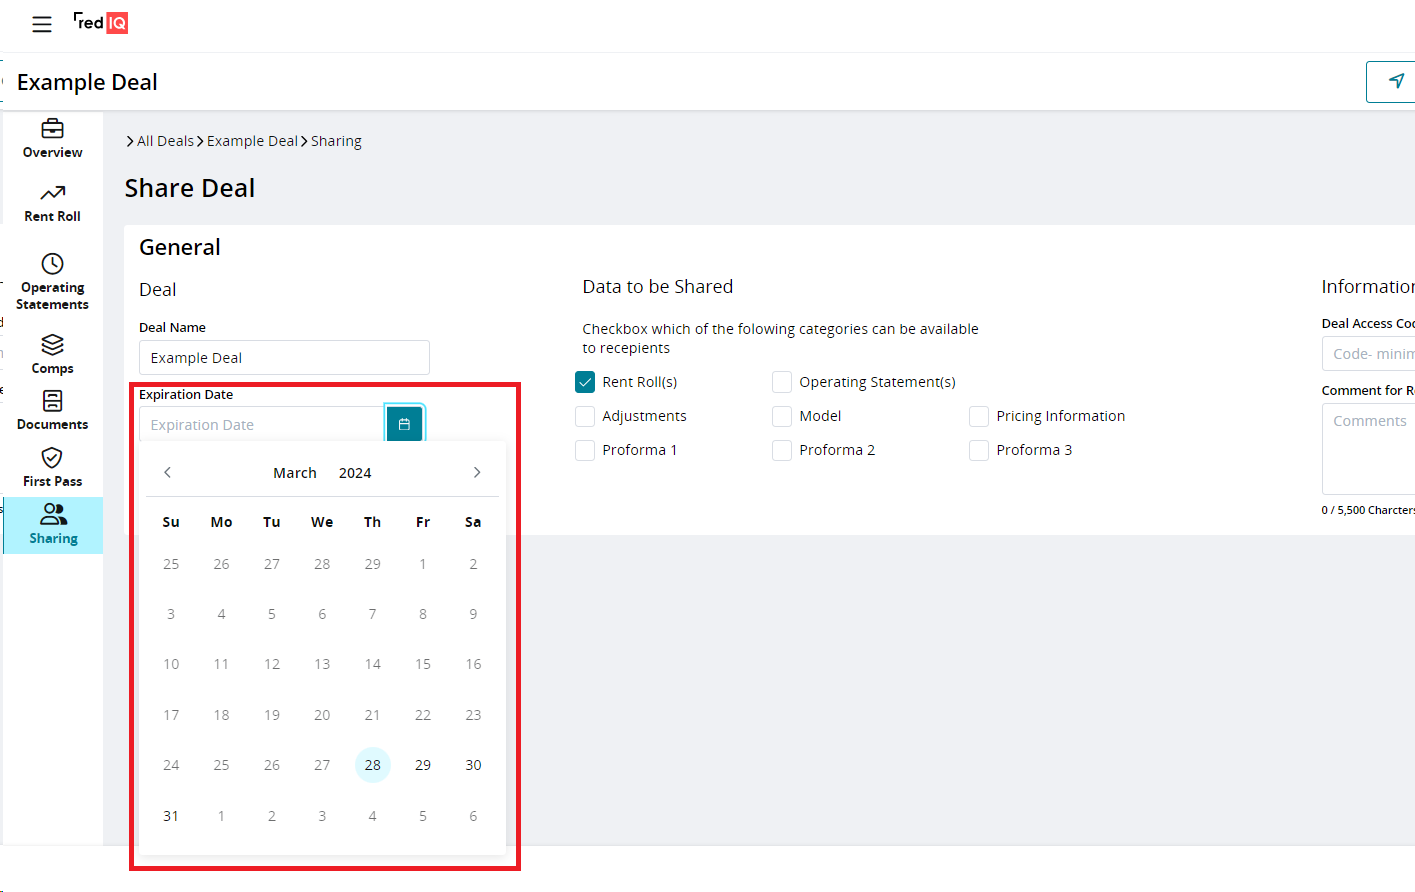 red IQ
Example Deal
Overview
Rent Roll
Operating
Statements
Comps
Documents
First Pass
Sharing
All Deals Example Deal Sharing
Share Deal
General
Deal
Deal Name
Example Deal
Expiration Date
Expiration Date
March 2024
Su Mo Tu We Th Fr Sa
25 26 27 28 29 1 2
3 4 5 6 7 8 9
10 11 12 13 14 15 16
17 18 19 20 21 22 23
24 25 26 27 28 29 30
31 1 2 3 4 5 6
Data to be Shared
Checkbox which of the folowing categories can be available
to recepients
Rent Roll(s) Operating Statement(s)
Adjustments Model Pricing Information
Proforma 1 Proforma 2 Proforma 3
Information
Deal Access Cod
Code- minim
Comment for Re
Comments
0 / 5,500 Charcters